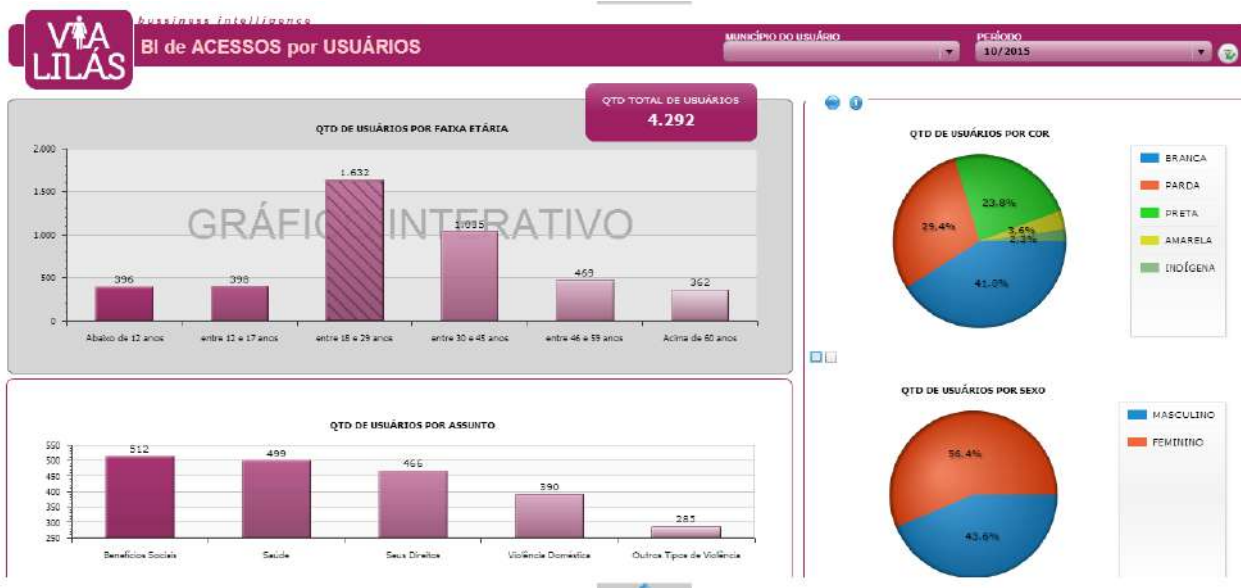 bussiness intelligence
VIA LILÁS
BI de ACESSOS por USUÁRIOS
MUNICÍPIO DO USUÁRIO
PERÍODO
10/2015
QTD TOTAL DE USUÁRIOS
4.292
QTD DE USUÁRIOS POR FAIXA ETÁRIA
2.000
1.500
1.000
500
0
GRÁFICO INTERATIVO
396
398
1.632
1.035
469
362
Abaixo de 12 anos
entre 12 e 17 anos
entre 18 e 29 anos
entre 30 e 45 anos
entre 46 e 59 anos
Acima de 60 anos
QTD DE USUÁRIOS POR ASSUNTO
550
500
450
400
350
300
250
512
499
466
390
285
Benefícios Sociais
Saúde
Seus Direitos
Violência Doméstica
Outros Tipos de Violência
QTD DE USUÁRIOS POR COR
23.8%
29.4%
3.6%
2.3%
BRANCA
PARDA
PRETA
AMARELA
INDÍGENA
QTD DE USUÁRIOS POR SEXO
56.4%
43.6%
MASCULINO
FEMININO